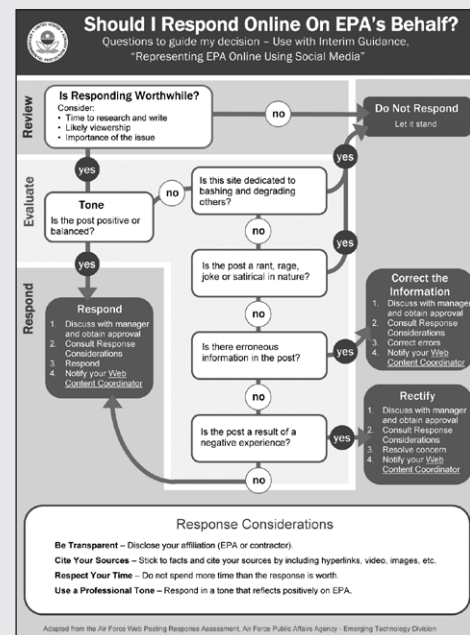 Should I Respond Online On EPA's Behalf?
Questions to guide my decision – Use with Interim Guidance,
"Representing EPA Online Using Social Media"
Review
Is Responding Worthwhile?
Consider:
• Time to research and write
• Likely viewership
• Importance of the issue
no
Do Not Respond
Let it stand
yes
Evaluate
Tone
Is the post positive or
balanced?
no
Is this site dedicated to
bashing and degrading
others?
yes
no
yes
Is the post a rant, rage,
joke or satirical in nature?
yes
no
Respond
Respond
1. Discuss with manager
and obtain approval
2. Consult Response
Considerations
3. Respond
4. Notify your Web
Content Coordinator
Is there erroneous
information in the post?
yes
Correct the
Information
1. Discuss with manager
and obtain approval
2. Consult Response
Considerations
3. Correct errors
4. Notify your Web
Content Coordinator
no
Is the post a result of a
negative experience?
yes
Rectify
1. Discuss with manager
and obtain approval
2. Consult Response
Considerations
3. Resolve concern
4. Notify your Web
Content Coordinator
no
Response Considerations
Be Transparent – Disclose your affiliation (EPA or contractor).
Cite Your Sources – Stick to facts and cite your sources by including hyperlinks, video, images, etc.
Respect Your Time – Do not spend more time than the response is worth.
Use a Professional Tone – Respond in a tone that reflects positively on EPA.
Adapted from the Air Force Web Posting Response Assessment, Air Force Public Affairs Agency - Emerging Technology Division